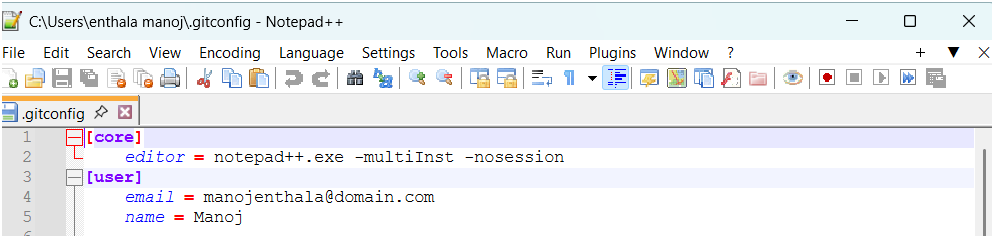 C:\Users\enthala manoj\.gitconfig - Notepad++
File Edit Search View Encoding Language Settings Tools Macro Run Plugins Window ? + ▼ X
.gitconfig
1 [core]
2 editor = notepad++.exe -multiInst -nosession
3 [user]
4 email = manojenthala@domain.com
5 name = Manoj